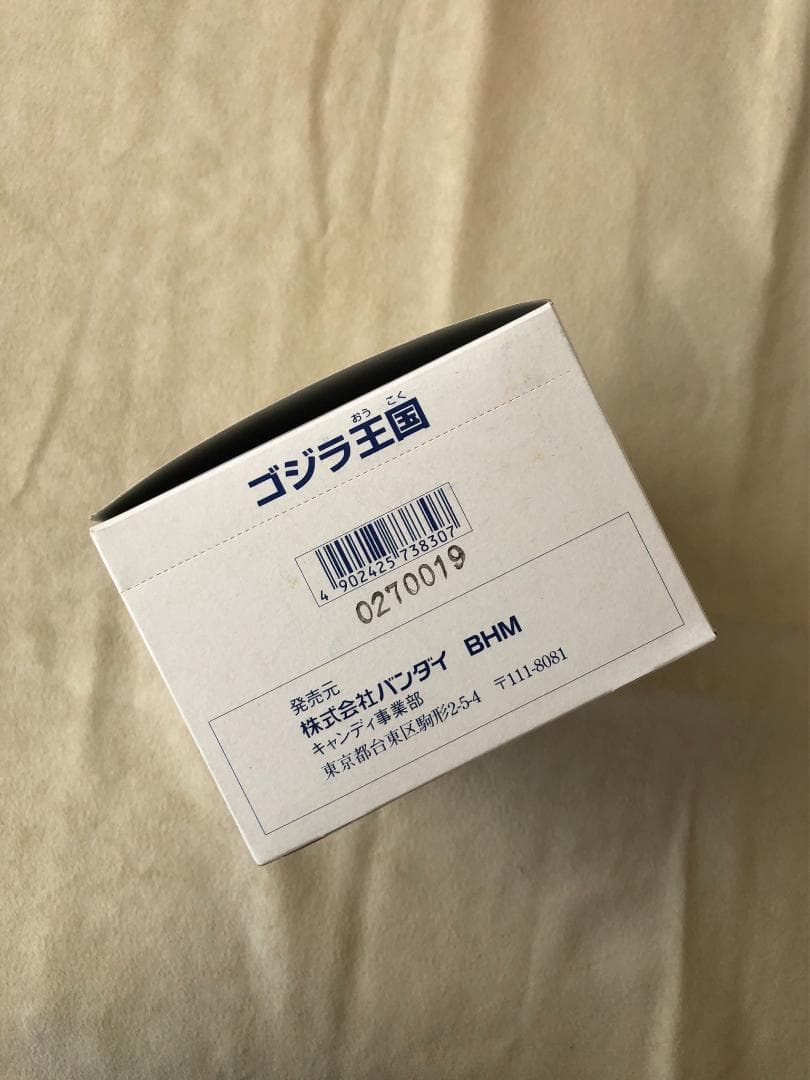 おう こく
ゴジラ王国
4 902425 738307
0270019
発売元
株式会社バンダイ BHM
キャンディ事業部
東京都台東区駒形2-5-4 〒111-8081